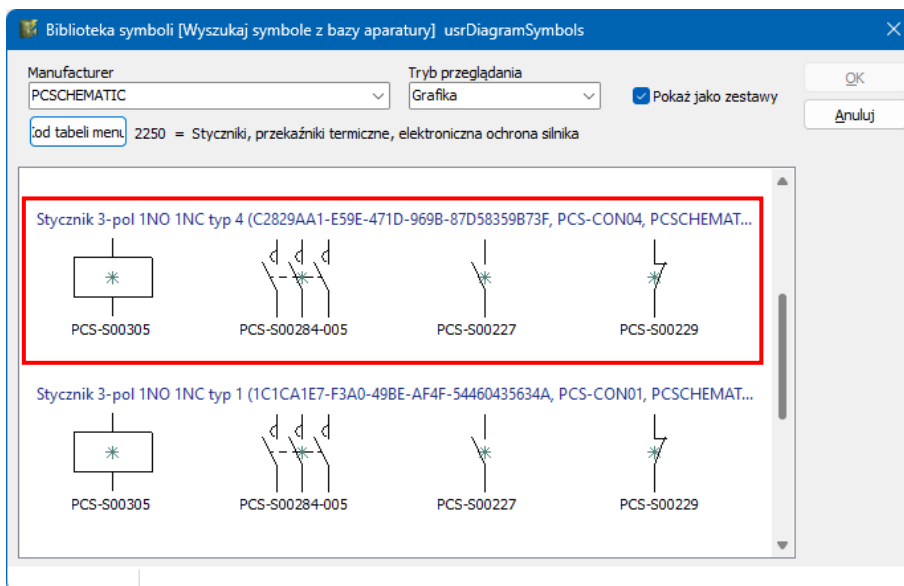 Biblioteka symboli [Wyszukaj symbole z bazy aparatury] usrDiagramSymbols
Manufacturer
Tryb przeglądania
PCSCHEMATIC
Grafika
Pokaż jako zestawy
OK
Anuluj
:od tabeli menu
2250 = Styczniki, przekaźniki termiczne, elektroniczna ochrona silnika
Stycznik 3-pol 1NO 1NC typ 4 (C2829AA1-E59E-471D-969B-87D58359B73F, PCS-CON04, PCSCHEMAT...
PCS-S00305
PCS-S00284-005
PCS-S00227
PCS-S00229
Stycznik 3-pol 1NO 1NC typ 1 (1C1CA1E7-F3A0-49BE-AF4F-54460435634A, PCS-CON01, PCSCHEMAT...
PCS-S00305
PCS-S00284-005
PCS-S00227
PCS-S00229